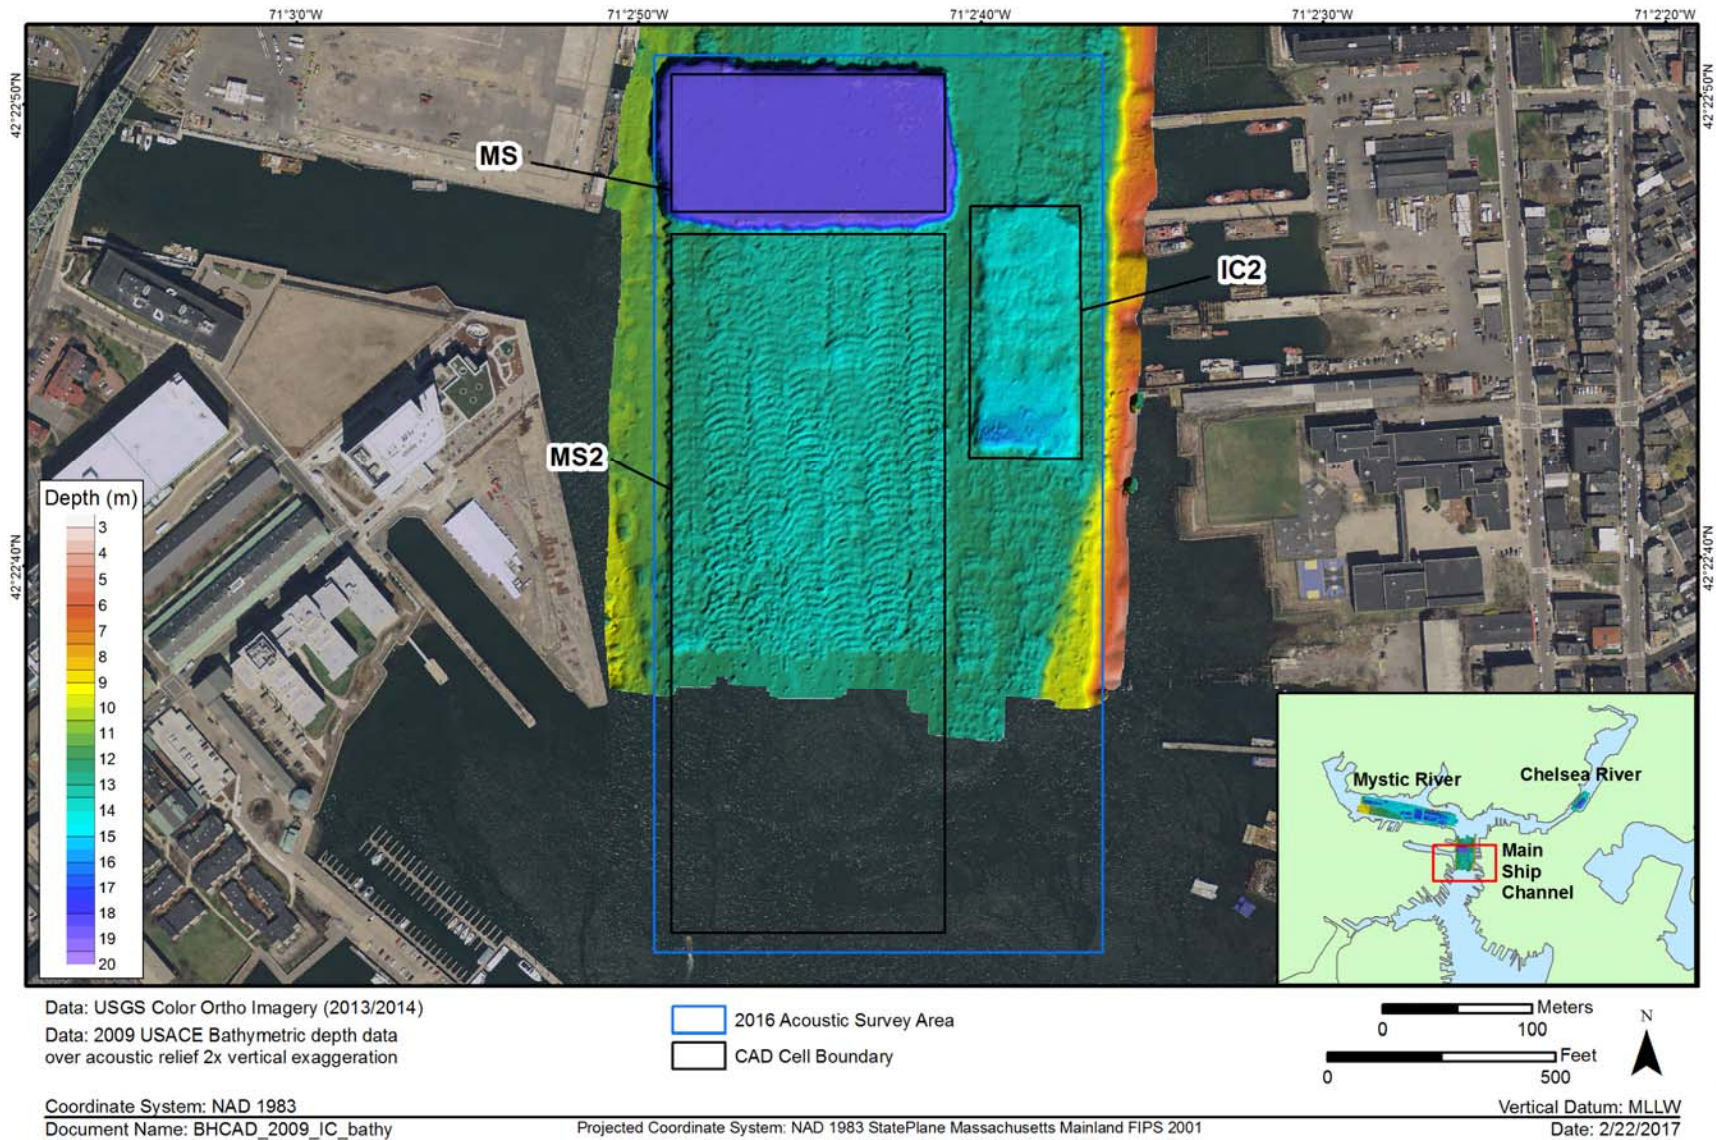 71°3'0"W
71°2'50"W
71°2'40"W
71°2'30"W
71°2'20"W
42°22'50"N
42°22'50"N
MS
IC2
MS2
42°22'40"N
42°22'40"N
Depth (m)
3
4
5
6
7
8
9
10
11
12
13
14
15
16
17
18
19
20
Mystic River
Chelsea River
Main
Ship
Channel
Data: USGS Color Ortho Imagery (2013/2014)
Data: 2009 USACE Bathymetric depth data
over acoustic relief 2x vertical exaggeration
2016 Acoustic Survey Area
CAD Cell Boundary
Meters
0 100
Feet
0 500
N
Coordinate System: NAD 1983
Vertical Datum: MLLW
Document Name: BHCAD_2009_IC_bathy
Projected Coordinate System: NAD 1983 StatePlane Massachusetts Mainland FIPS 2001
Date: 2/22/2017